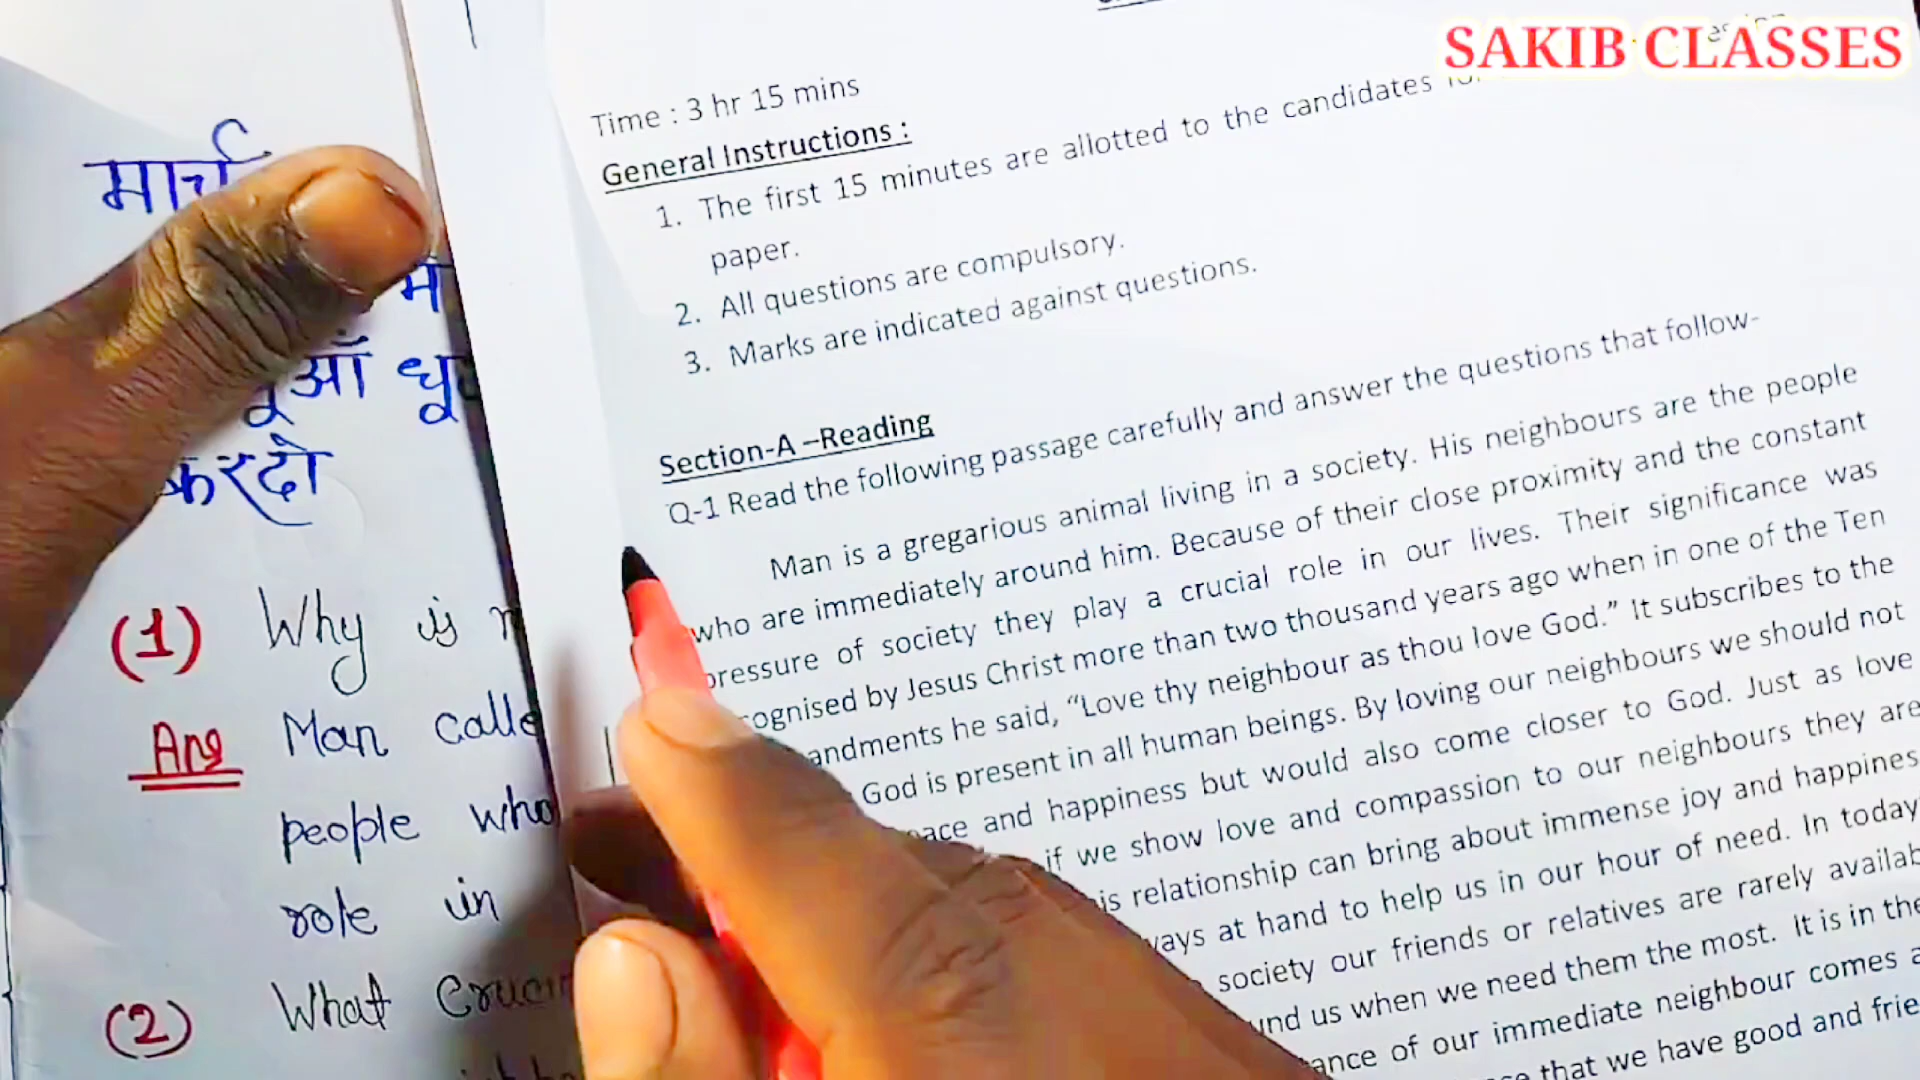 SAKIB CLASSES
Time : 3 hr 15 mins
General Instructions :
1. The first 15 minutes are allotted to the candidates
paper.
2. All questions are compulsory.
3. Marks are indicated against questions.
Section-A –Reading
Q-1 Read the following passage carefully and answer the questions that follow-
Man is a gregarious animal living in a society. His neighbours are the people
who are immediately around him. Because of their close proximity and the constant
pressure of society they play a crucial role in our lives. Their significance was
ognised by Jesus Christ more than two thousand years ago when in one of the Ten
andments he said, “Love thy neighbour as thou love God.” It subscribes to the
God is present in all human beings. By loving our neighbours we should not
eace and happiness but would also come closer to God. Just as love
if we show love and compassion to our neighbours they are
is relationship can bring about immense joy and happines
ways at hand to help us in our hour of need. In today'
society our friends or relatives are rarely availab
und us when we need them the most. It is in the
tance of our immediate neighbour comes a
that we have good and frie
मार्च
म
आँ धू
करदो
(1) Why is
Ans Man calle
people who
role in
(2) What Cruci